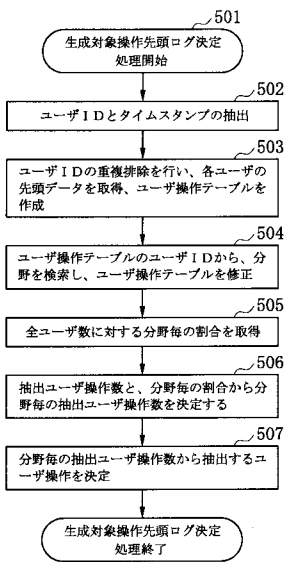 501
生成対象操作先頭ログ決定
処理開始
502
ユーザIDとタイムスタンプの抽出
503
ユーザIDの重複排除を行い、各ユーザの
先頭データを取得、ユーザ操作テーブルを
作成
504
ユーザ操作テーブルのユーザIDから、分
野を検索し、ユーザ操作テーブルを修正
505
全ユーザ数に対する分野毎の割合を取得
506
抽出ユーザ操作数と、分野毎の割合から分
野毎の抽出ユーザ操作数を決定する
507
分野毎の抽出ユーザ操作数から抽出するユ
ーザ操作を決定
生成対象操作先頭ログ決定
処理終了